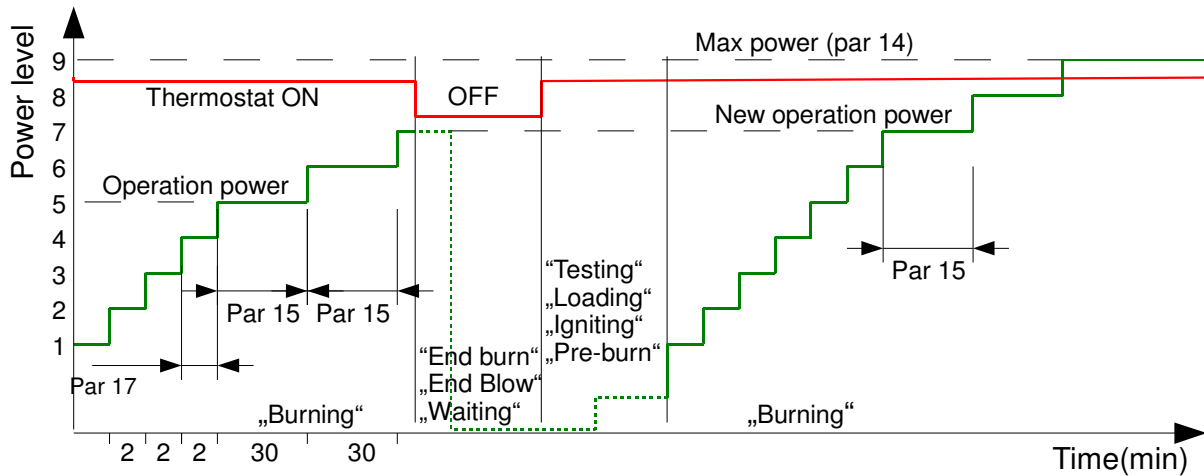 Power level
9
8
7
6
5
4
3
2
1
Max power (par 14)
Thermostat ON
OFF
New operation power
Operation power
Par 15
Par 15
Par 15
Par 17
“Testing“
„Loading“
„Igniting“
„Pre-burn“
“End burn“
„End Blow“
„Waiting“
„Burning“
„Burning“
2 2 2 30 30
Time(min)